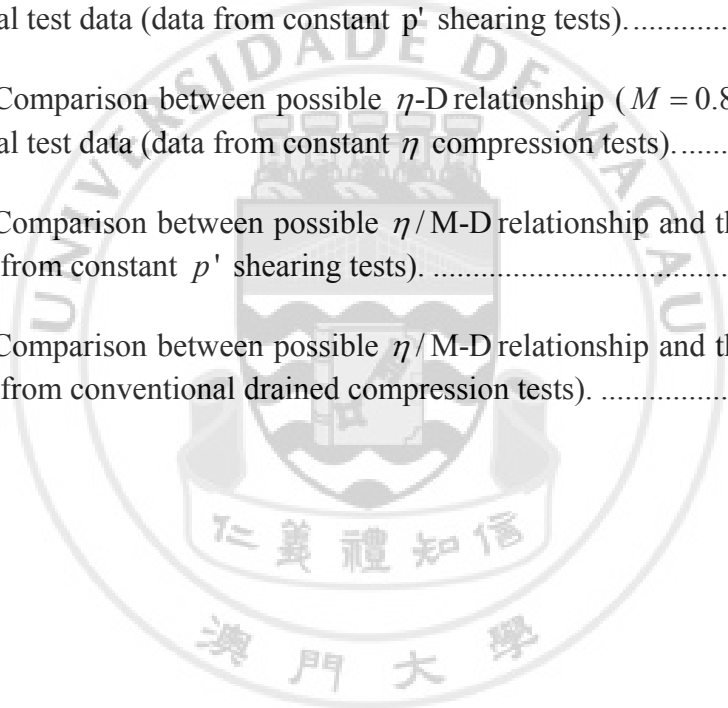 al test data (data from constant p' shearing tests).............
Comparison between possible η-D relationship ( M = 0.8
al test data (data from constant η compression tests).......
Comparison between possible η / M-D relationship and th
from constant p' shearing tests). .....................................
Comparison between possible η / M-D relationship and th
from conventional drained compression tests). ................
UNIVERSIDADE DE MACAU
仁義禮知信
澳門大學